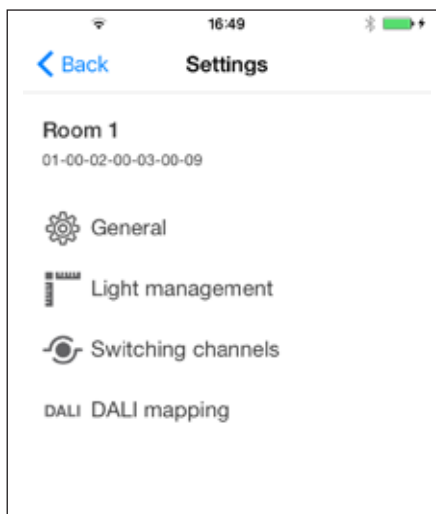 16:49
Back Settings
Room 1
01-00-02-00-03-00-09
General
Light management
Switching channels
DALI DALI mapping